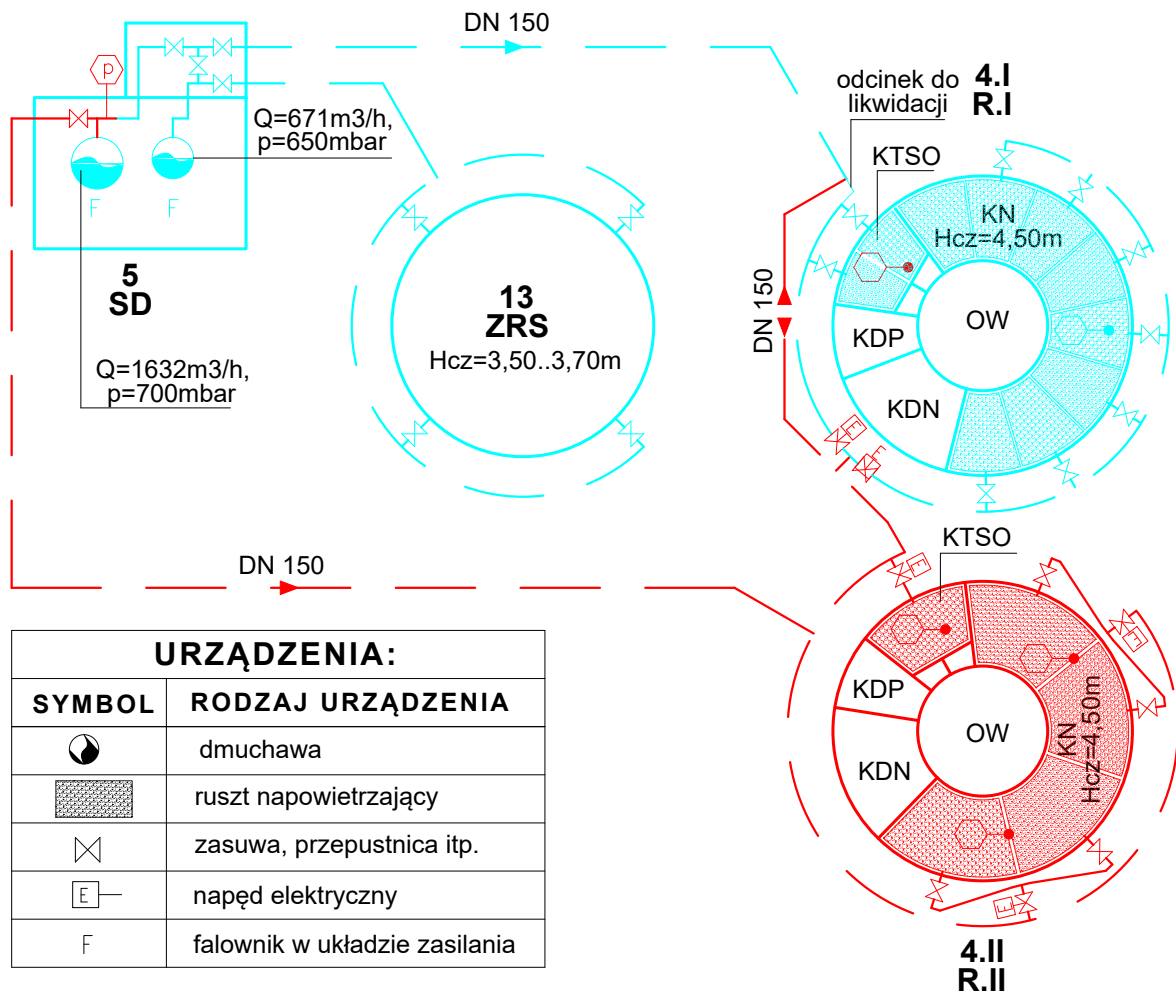 DN 150
p
Q=671m3/h,
p=650mbar
F
F
5
SD
Q=1632m3/h,
p=700mbar
13
ZRS
Hcz=3,50..3,70m
odcinek do
likwidacji
4.I
R.I
KTSO
KN
Hcz=4,50m
OW
KDP
KDN
DN 150
E
F
DN 150
KTSO
E
E
KDP
OW
KN
Hcz=4,50m
KDN
E
4.II
R.II
URZĄDZENIA:
SYMBOL
RODZAJ URZĄDZENIA
dmuchawa
ruszt napowietrzający
zasuwa, przepustnica itp.
E
napęd elektryczny
F
falownik w układzie zasilania